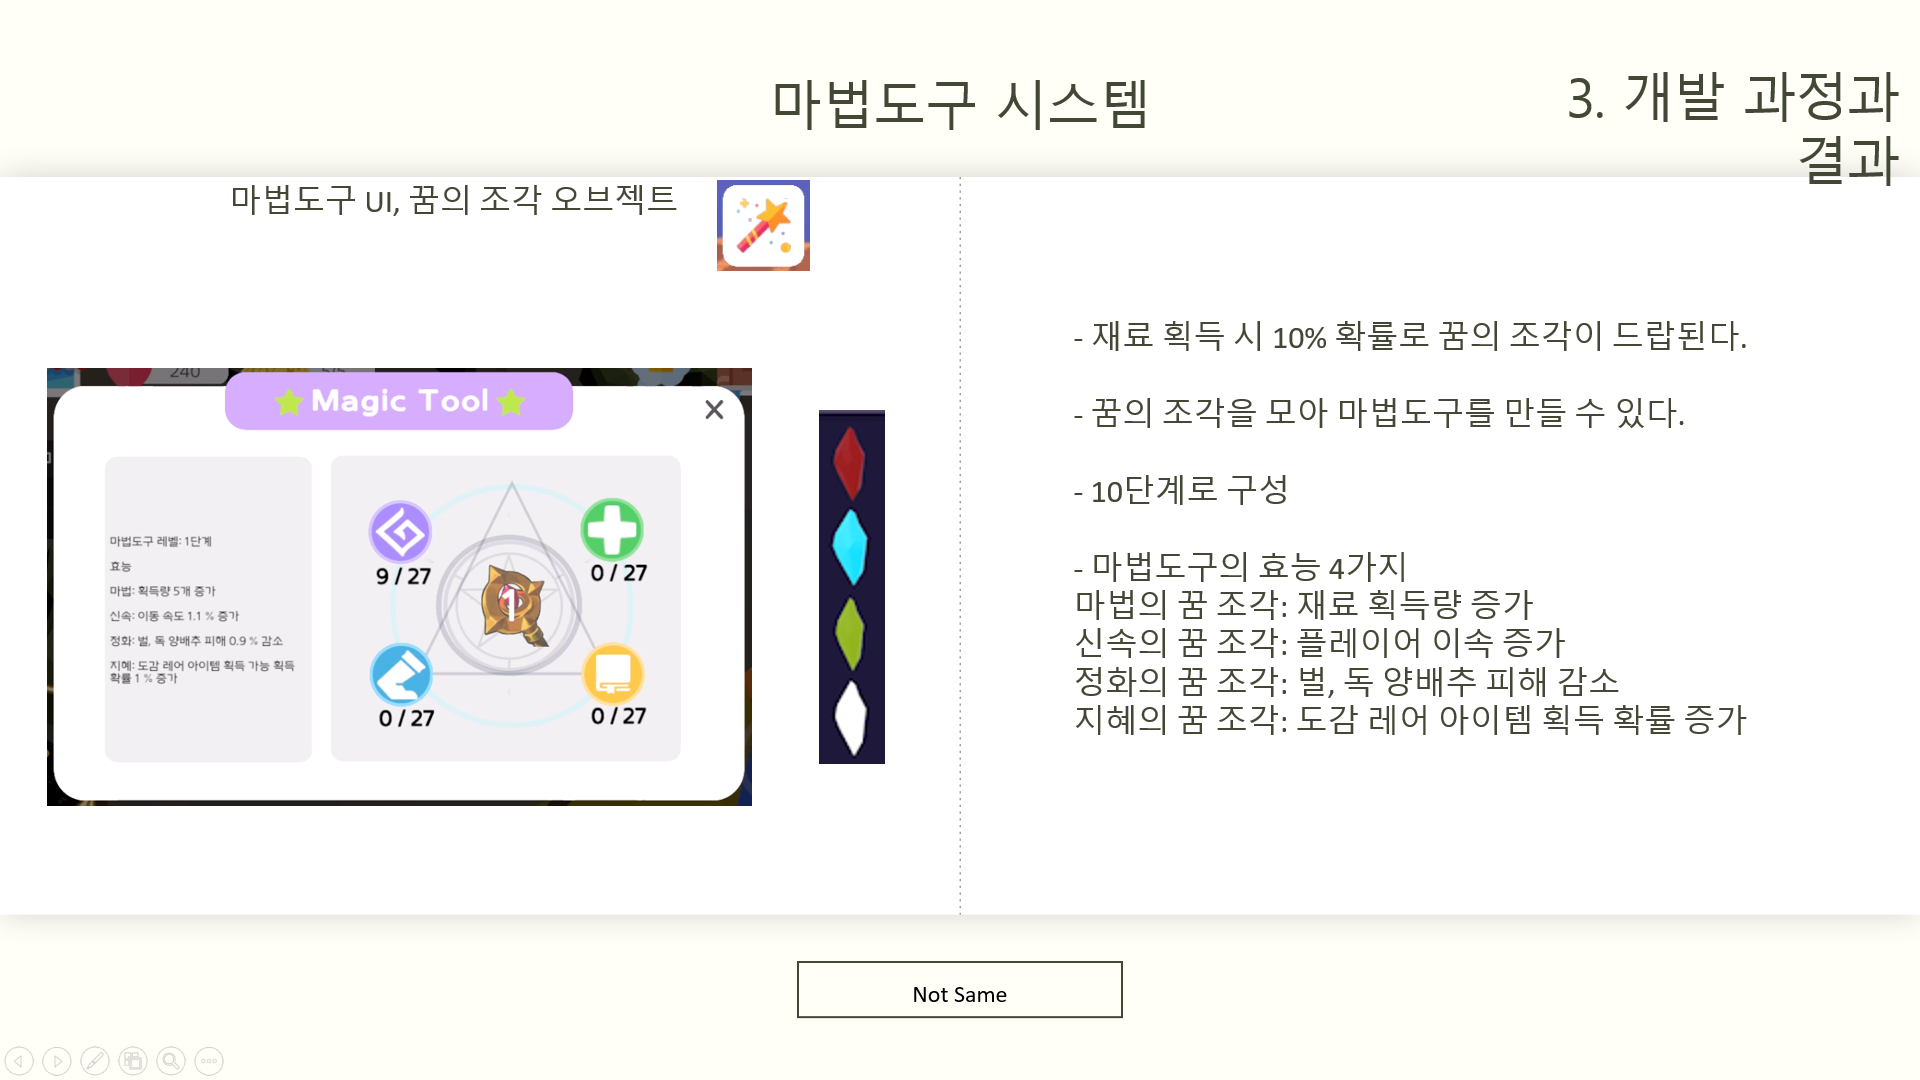 마법도구 시스템
3. 개발 과정과
결과
마법도구 UI, 꿈의 조각 오브젝트
240
Magic Tool
마법도구 레벨: 1단계
효능
마법: 획득량 5개 증가
신속: 이동 속도 1.1 % 증가
정화: 벌, 독 양배추 피해 0.9 % 감소
지혜: 도감 레어 아이템 획득 가능 획득
확률 1 % 증가
9 / 27
0 / 27
1
0 / 27
0 / 27
- 재료 획득 시 10% 확률로 꿈의 조각이 드랍된다.
- 꿈의 조각을 모아 마법도구를 만들 수 있다.
- 10단계로 구성
- 마법도구의 효능 4가지
마법의 꿈 조각: 재료 획득량 증가
신속의 꿈 조각: 플레이어 이속 증가
정화의 꿈 조각: 벌, 독 양배추 피해 감소
지혜의 꿈 조각: 도감 레어 아이템 획득 확률 증가
Not Same